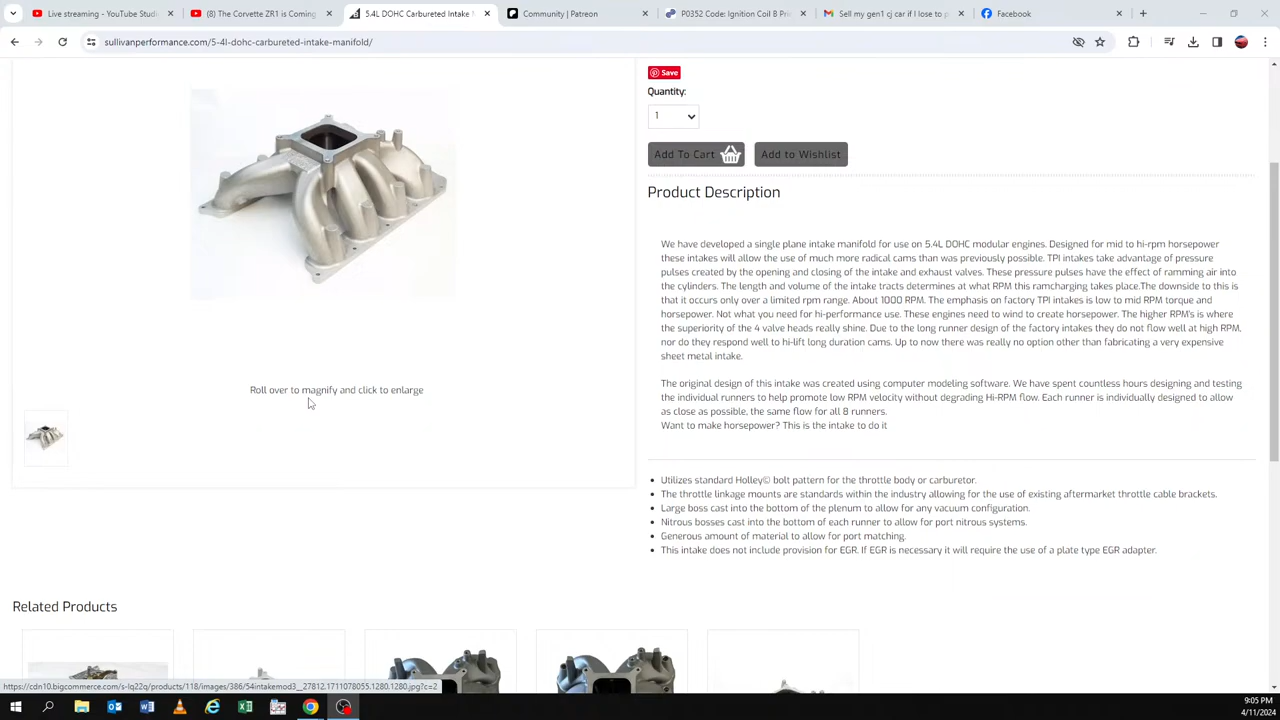 Live streaming - YouTube Studi
(8) The Corvette ZR1 is Coming
5.4L DOHC Carbureted Intake M
Community | Patreon
P0352 Code: Ignition Coil B Pri
Sell my gen1 cj car if I lose to p
Facebook
sullivanperformance.com/5-4l-dohc-carbureted-intake-manifold/
Save
Quantity:
1
Add To Cart
Add to Wishlist
Product Description
We have developed a single plane intake manifold for use on 5.4L DOHC modular engines. Designed for mid to hi-rpm horsepower
these intakes will allow the use of much more radical cams than was previously possible. TPI intakes take advantage of pressure
pulses created by the opening and closing of the intake and exhaust valves. These pressure pulses have the effect of ramming air into
the cylinders. The length and volume of the intake tracts determines at what RPM this ramcharging takes place.The downside to this is
that it occurs only over a limited rpm range. About 1000 RPM. The emphasis on factory TPI intakes is low to mid RPM torque and
horsepower. Not what you need for hi-performance use. These engines need to wind to create horsepower. The higher RPM's is where
the superiority of the 4 valve heads really shine. Due to the long runner design of the factory intakes they do not flow well at high RPM,
nor do they respond well to hi-lift long duration cams. Up to now there was really no option other than fabricating a very expensive
sheet metal intake.
The original design of this intake was created using computer modeling software. We have spent countless hours designing and testing
the individual runners to help promote low RPM velocity without degrading Hi-RPM flow. Each runner is individually designed to allow
as close as possible, the same flow for all 8 runners.
Want to make horsepower? This is the intake to do it
Roll over to magnify and click to enlarge
Utilizes standard Holley© bolt pattern for the throttle body or carburetor.
The throttle linkage mounts are standards within the industry allowing for the use of existing aftermarket throttle cable brackets.
Large boss cast into the bottom of the plenum to allow for any vacuum configuration.
Nitrous bosses cast into the bottom of each runner to allow for port nitrous systems.
Generous amount of material to allow for port matching.
This intake does not include provision for EGR. If EGR is necessary it will require the use of a plate type EGR adapter.
Related Products
https://cdn10.bigcommerce.com/s-lq22q/products/118/images/386/54intakemod3__27812.1711078055.1280.1280.jpg?c=2
9:05 PM
4/11/2024